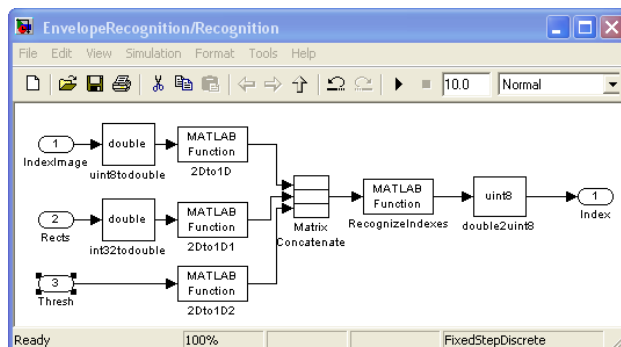 EnvelopeRecognition/Recognition
File Edit View Simulation Format Tools Help
10.0 Normal
1
IndexImage
double
uint8todouble
MATLAB
Function
2Dto1D
2
Rects
double
int32todouble
MATLAB
Function
2Dto1D1
3
Thresh
MATLAB
Function
2Dto1D2
Matrix
Concatenate
MATLAB
Function
RecognizeIndexes
uint8
double2uint8
1
Index
Ready 100% FixedStepDiscrete